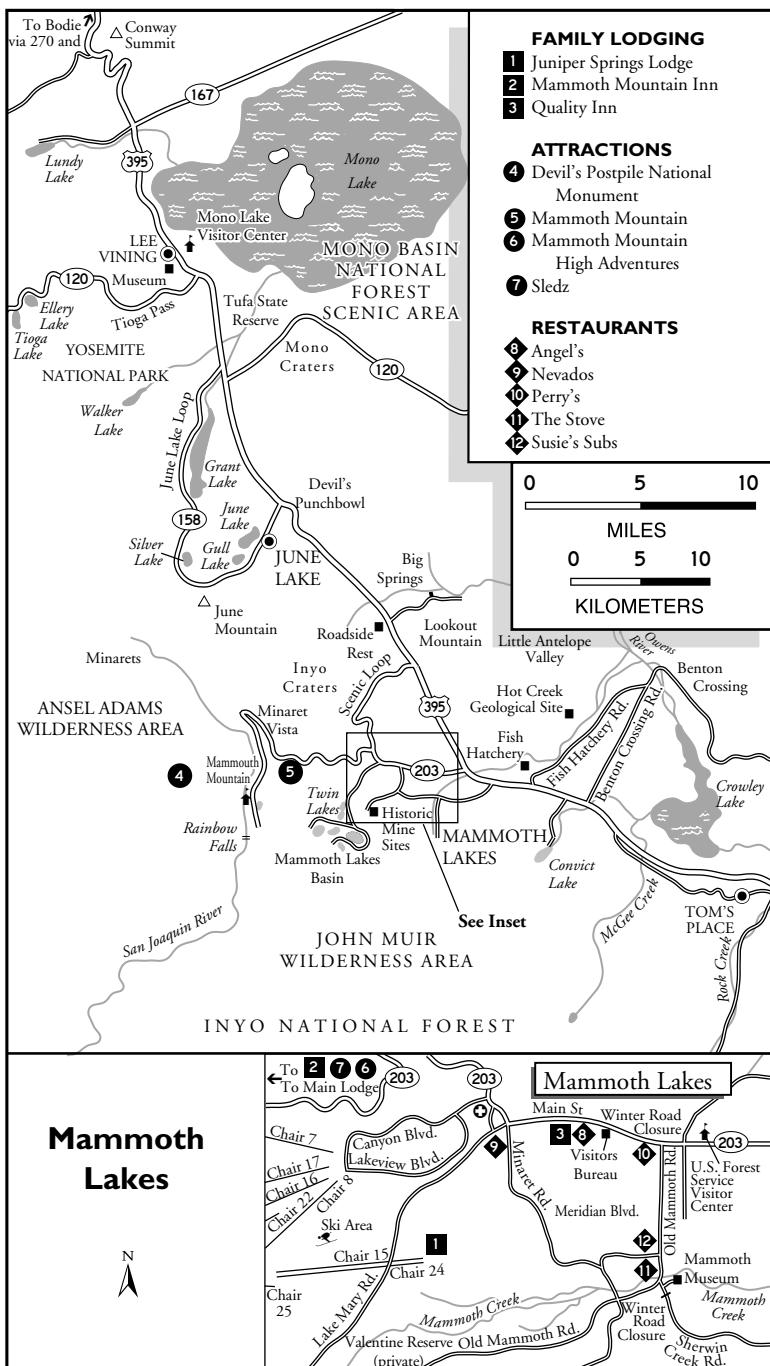 To Bodie
via 270 and
Conway
Summit
167
395
Lundy
Lake
Mono
Lake
Mono Lake
Visitor Center
LEE
VINING
Museum
MONO BASIN
NATIONAL
FOREST
SCENIC AREA
120
Tioga Pass
Ellery
Lake
Tioga
Lake
Tufa State
Reserve
YOSEMITE
NATIONAL PARK
Mono
Craters
120
Walker
Lake
June Lake Loop
Grant
Lake
Devil's
Punchbowl
158
June
Lake
Gull
Lake
Silver
Lake
JUNE
LAKE
June
Mountain
Big
Springs
Roadside
Rest
Lookout
Mountain
Little Antelope
Valley
Owens
River
Benton
Crossing
Minarets
Inyo
Craters
Scenic Loop
Hot Creek
Geological Site
ANSEL ADAMS
WILDERNESS AREA
Minaret
Vista
395
Fish
Hatchery
Fish Hatchery Rd.
Benton Crossing Rd.
4
Mammouth
Mountain
5
203
Twin
Lakes
Historic
Mine
Sites
Crowley
Lake
Rainbow
Falls
Mammoth Lakes
Basin
MAMMOTH
LAKES
Convict
Lake
San Joaquin River
See Inset
McGee Creek
TOM'S
PLACE
Rock Creek
JOHN MUIR
WILDERNESS AREA
INYO NATIONAL FOREST
FAMILY LODGING
1 Juniper Springs Lodge
2 Mammoth Mountain Inn
3 Quality Inn
ATTRACTIONS
4 Devil's Postpile National
Monument
5 Mammoth Mountain
6 Mammoth Mountain
High Adventures
7 Sledz
RESTAURANTS
8 Angel's
9 Nevados
10 Perry's
11 The Stove
12 Susie's Subs
0 5 10
MILES
0 5 10
KILOMETERS
Mammoth
Lakes
N
To 2 7 6
To Main Lodge
203
203
Mammoth Lakes
Main St
Winter Road
Closure
Chair 7
Canyon Blvd.
Lakeview Blvd.
9
3 8
Visitors
Bureau
10
203
U.S. Forest
Service
Visitor
Center
Chair 17
Chair 16
Chair 22
Chair 8
Minaret Rd.
Meridian Blvd.
Old Mammoth Rd.
Ski Area
1
Chair 15
Chair 24
12
11
Mammoth
Museum
Chair
25
Lake Mary Rd.
Mammoth Creek
Mammoth
Creek
Winter
Road
Closure
Valentine Reserve
(private)
Old Mammoth Rd.
Sherwin
Creek Rd.